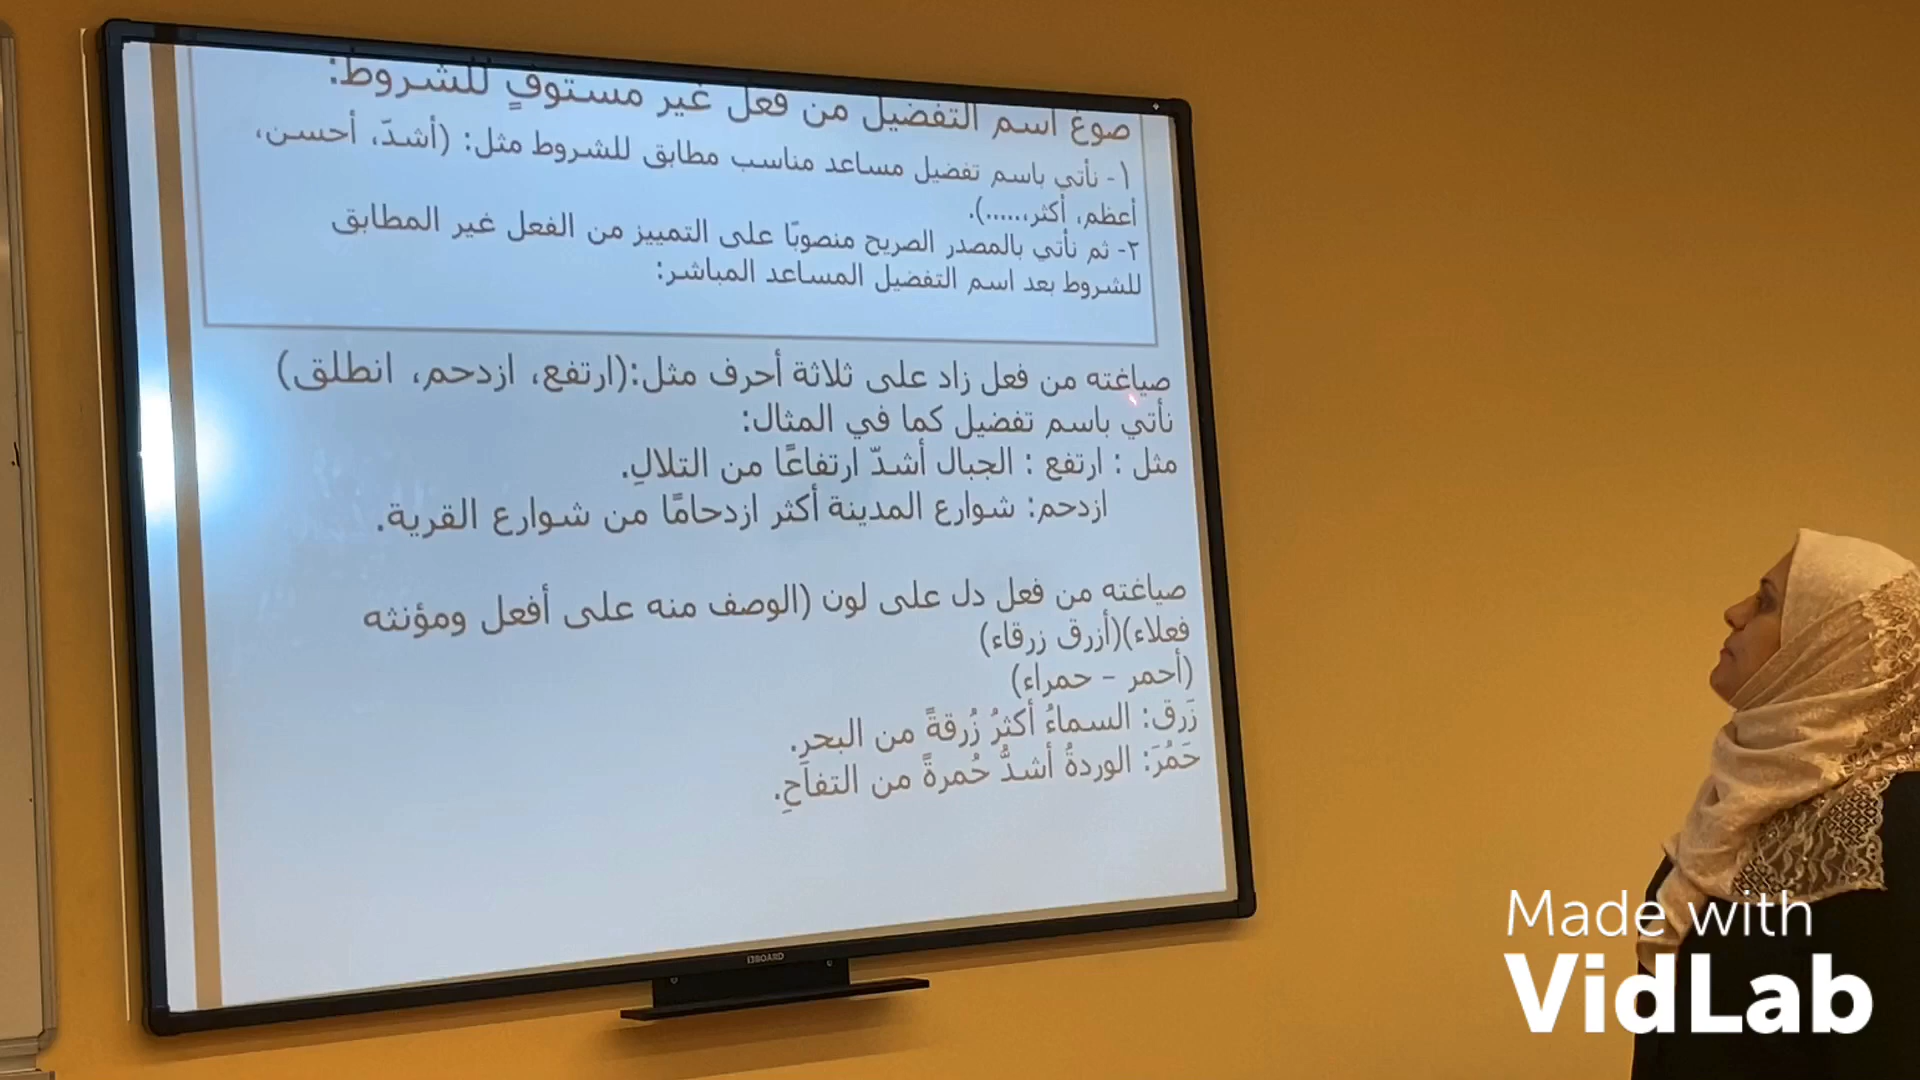 صوغ اسم التفضيل من فعل غير مستوفٍ للشروط:
١- نأتي باسم تفضيل مساعد مناسب مطابق للشروط مثل: (أشدّ، أحسن،
أعظم، أكثر،......).
٢- ثم نأتي بالمصدر الصريح منصوبًا على التمييز من الفعل غير المطابق
للشروط بعد اسم التفضيل المساعد المباشر:
صياغته من فعل زاد على ثلاثة أحرف مثل:(ارتفع، ازدحم، انطلق)
نأتي باسم تفضيل كما في المثال:
مثل : ارتفع : الجبال أشدّ ارتفاعًا من التلالِ.
ازدحم: شوارع المدينة أكثر ازدحامًا من شوارع القرية.
صياغته من فعل دل على لون (الوصف منه على أفعل ومؤنثه
فعلاء)(أزرق زرقاء)
(أحمر – حمراء)
زَرق: السماءُ أكثرُ زُرقةً من البحرِ.
حَمُرَ: الوردةُ أشدُّ حُمرةً من التفاحِ.
i3BOARD
Made with
VidLab